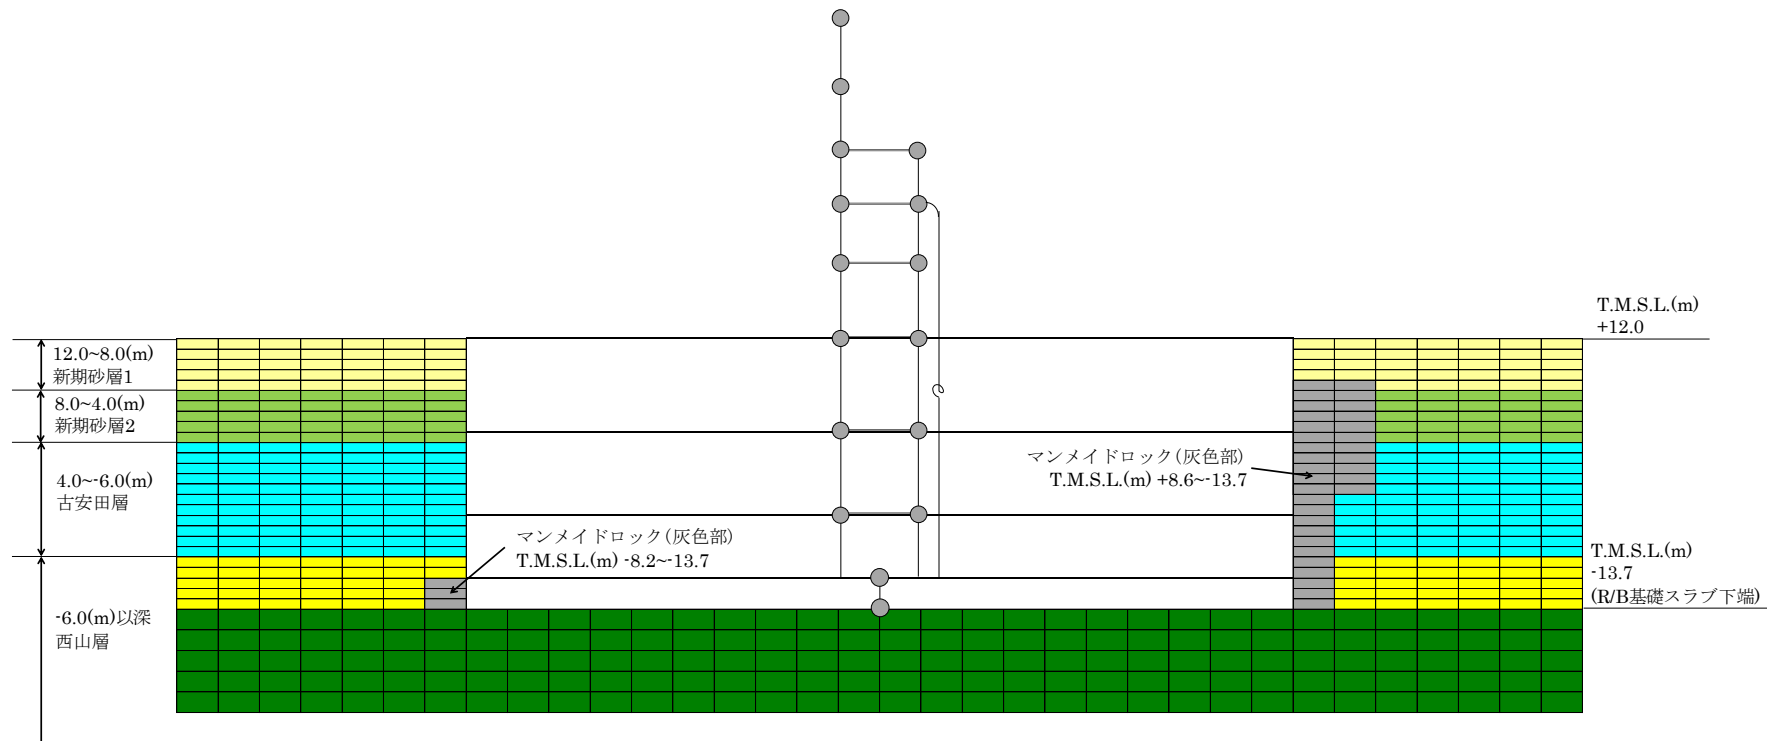 T.M.S.L.(m)
+12.0
12.0~8.0(m)
新期砂層1
8.0~4.0(m)
新期砂層2
4.0~-6.0(m)
古安田層
-6.0(m)以深
西山層
マンメイドロック(灰色部)
T.M.S.L.(m) -8.2~-13.7
マンメイドロック(灰色部)
T.M.S.L.(m) +8.6~-13.7
T.M.S.L.(m)
-13.7
(R/B基礎スラブ下端)